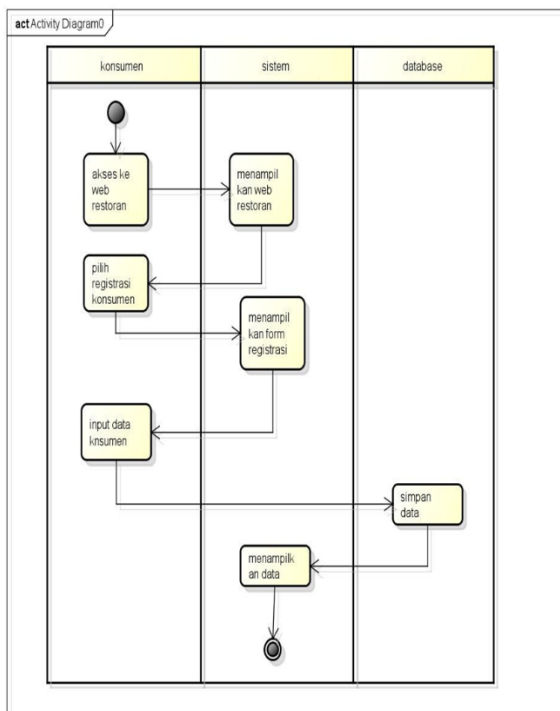 act Activity Diagram0
konsumen
sistem
database
akses ke
web
restoran
menampil
kan web
restoran
pilih
registrasi
konsumen
menampil
kan form
registrasi
input data
knsumen
simpan
data
menampilk
an data